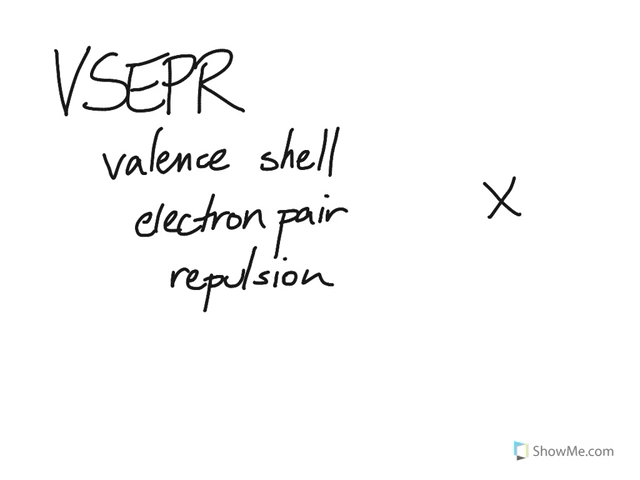 VSEPR
valence shell
electron pair
X
repulsion
ShowMe.com